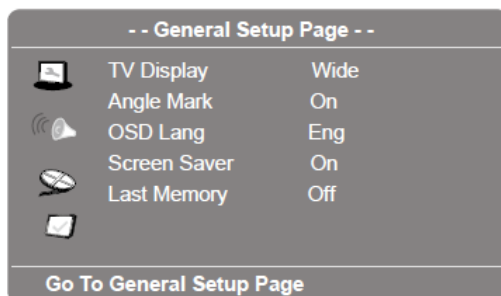 - - General Setup Page - -
TV Display Wide
Angle Mark On
OSD Lang Eng
Screen Saver On
Last Memory Off
Go To General Setup Page